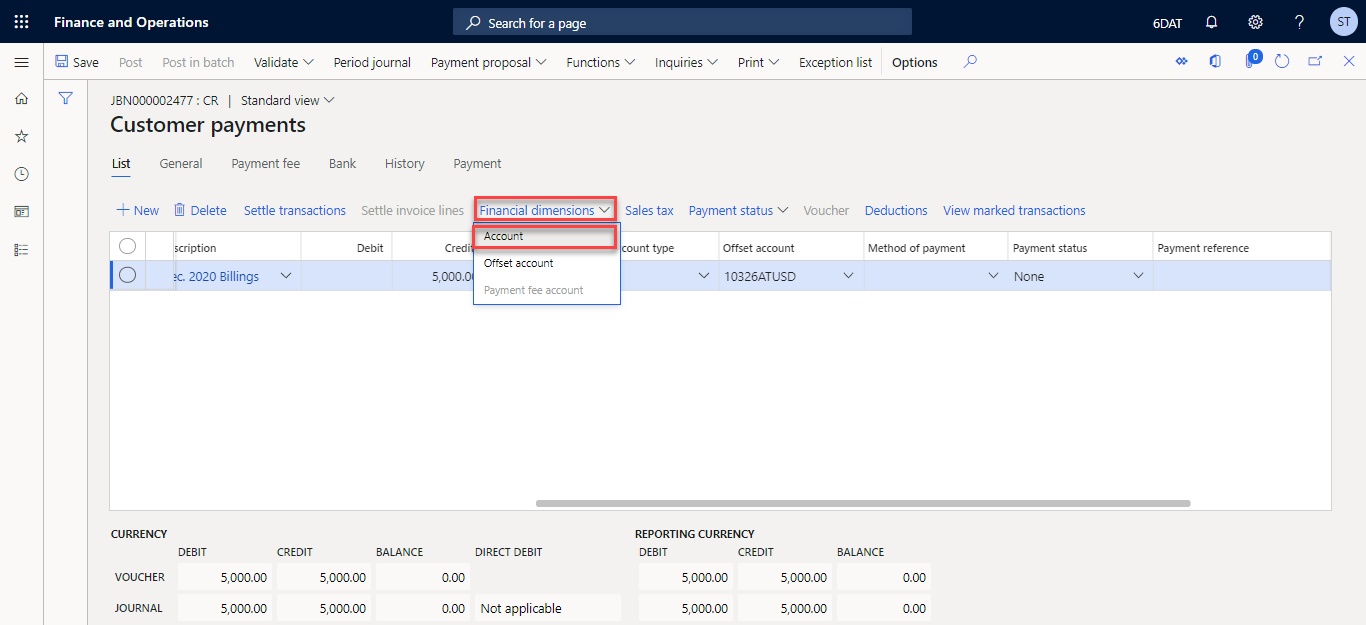 Finance and Operations
Search for a page
6DAT
ST
Save Post Post in batch Validate Period journal Payment proposal Functions Inquiries Print Exception list Options
0
JBN000002477 : CR | Standard view
Customer payments
List General Payment fee Bank History Payment
New Delete Settle transactions Settle invoice lines Financial dimensions Sales tax Payment status Voucher Deductions View marked transactions
Account
Offset account
Payment fee account
scription Debit Credit count type Offset account Method of payment Payment status Payment reference
ec. 2020 Billings 5,000.00 10326ATUSD None
CURRENCY REPORTING CURRENCY
DEBIT CREDIT BALANCE DIRECT DEBIT DEBIT CREDIT BALANCE
VOUCHER 5,000.00 5,000.00 0.00 5,000.00 5,000.00 0.00
JOURNAL 5,000.00 5,000.00 0.00 Not applicable 5,000.00 5,000.00 0.00